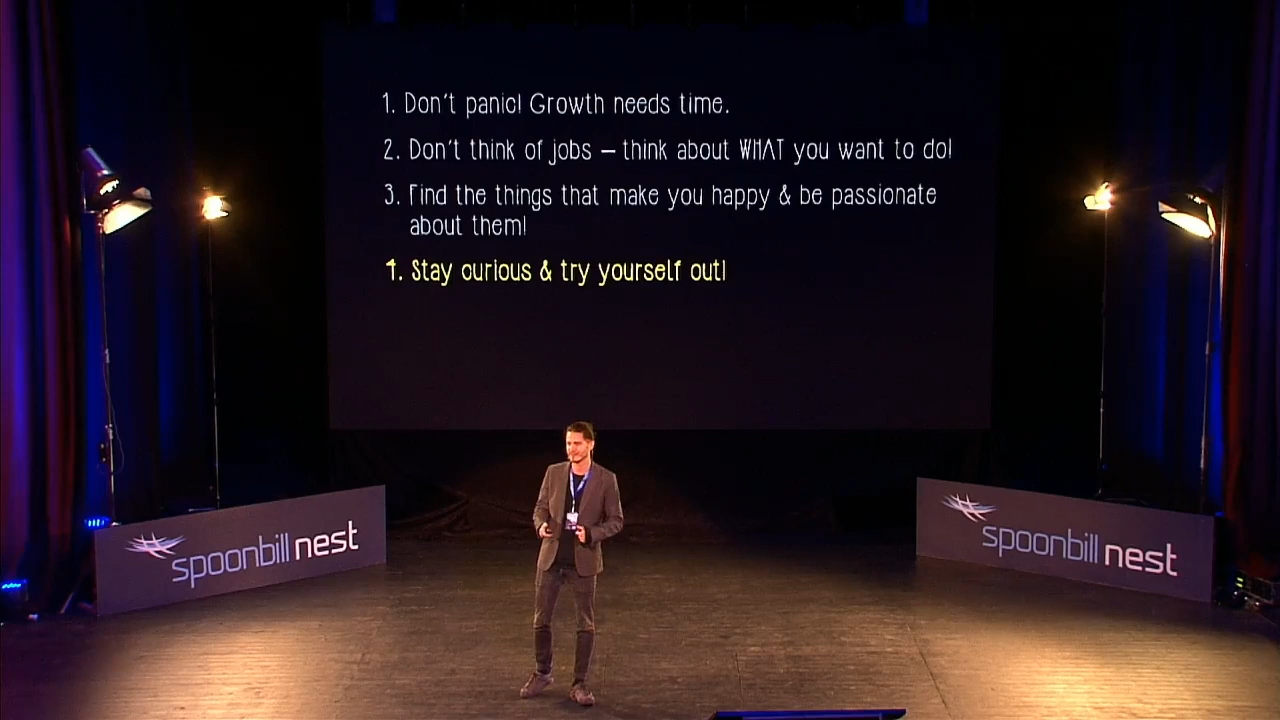 1. Don't panic! Growth needs time.
2. Don't think of jobs – think about WHAT you want to do!
3. Find the things that make you happy & be passionate
about them!
4. Stay curious & try yourself out!
spoonbill nest
spoonbill nest